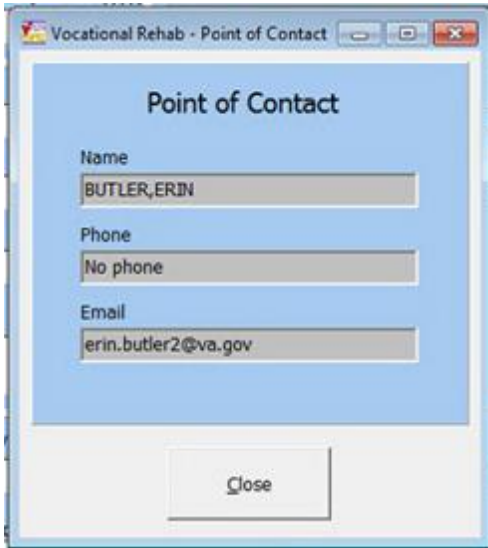 Vocational Rehab - Point of Contact
Point of Contact
Name
BUTLER,ERIN
Phone
No phone
Email
erin.butler2@va.gov
Close